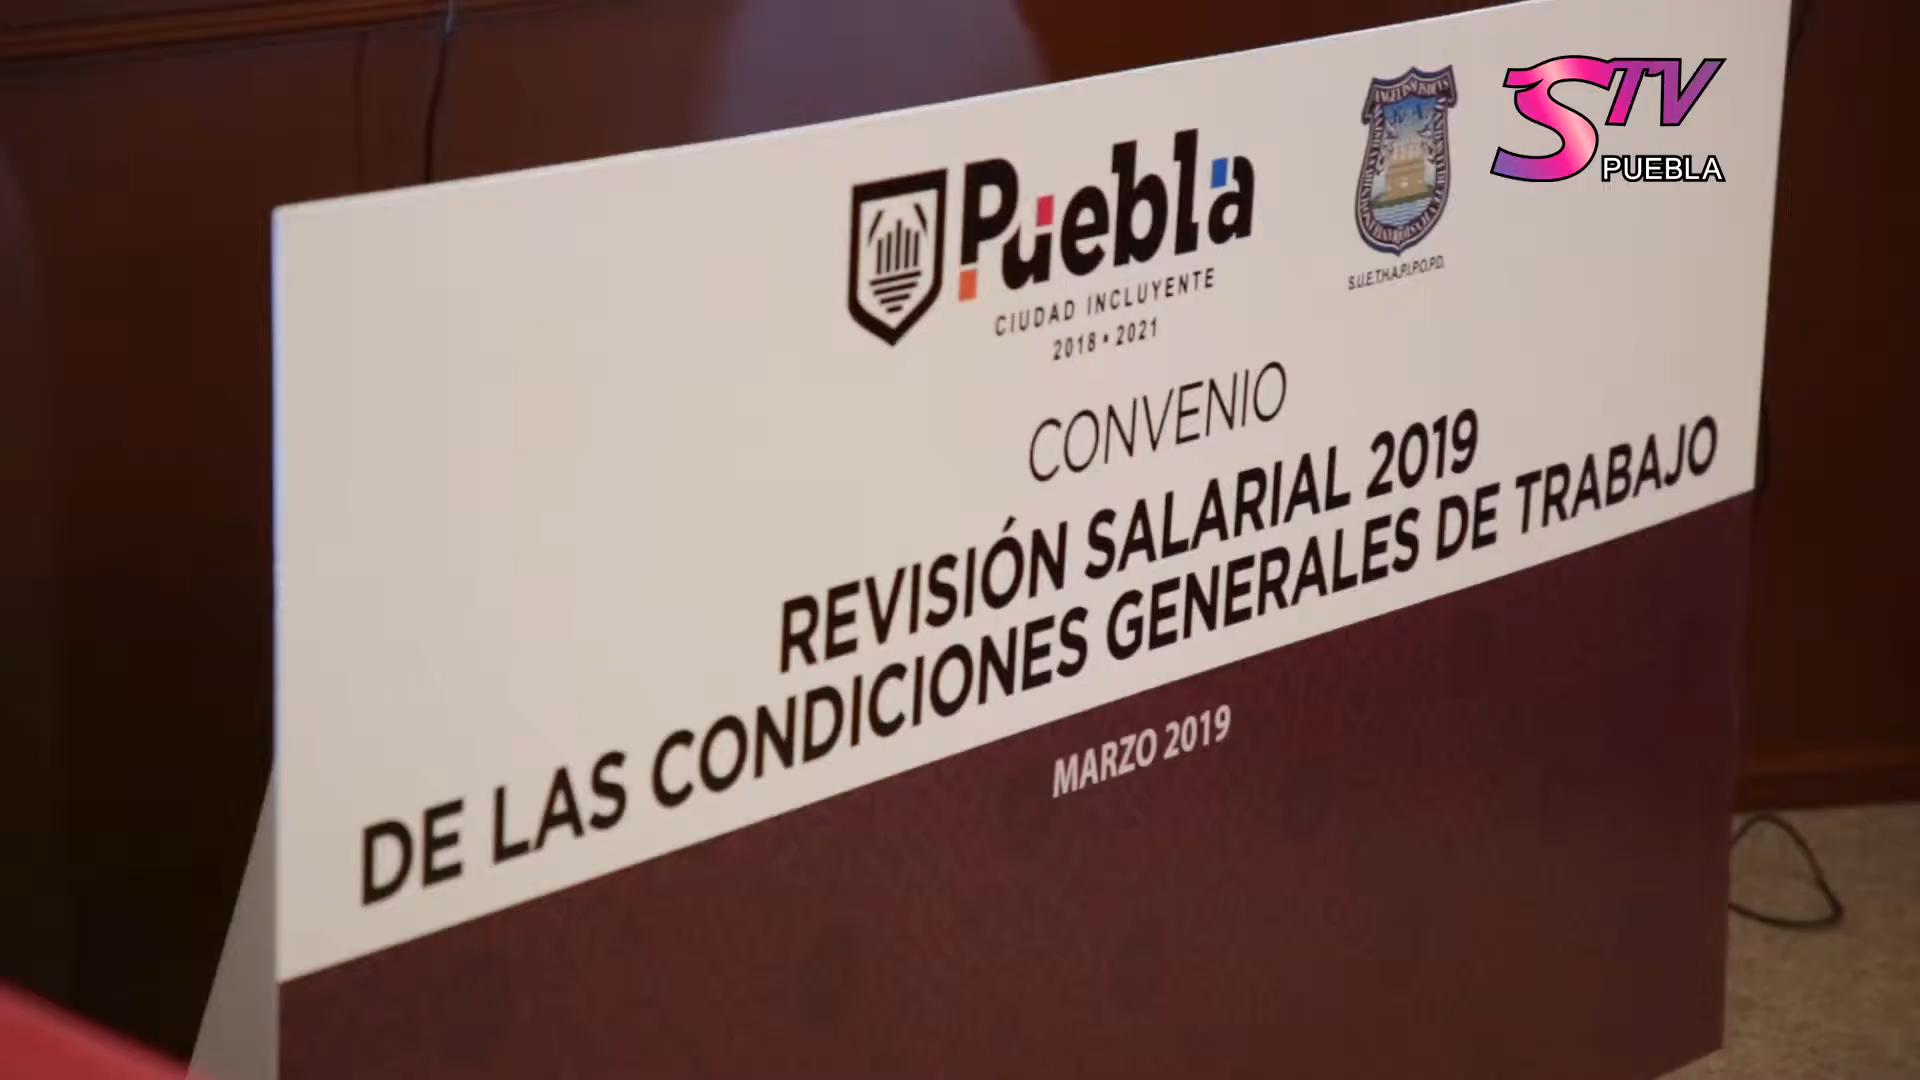 STV
PUEBLA
Puebla
CIUDAD INCLUYENTE
2018 • 2021
S.U.E.T.H.A.P.I.P.O.P.D.
CONVENIO
REVISIÓN SALARIAL 2019
DE LAS CONDICIONES GENERALES DE TRABAJO
MARZO 2019